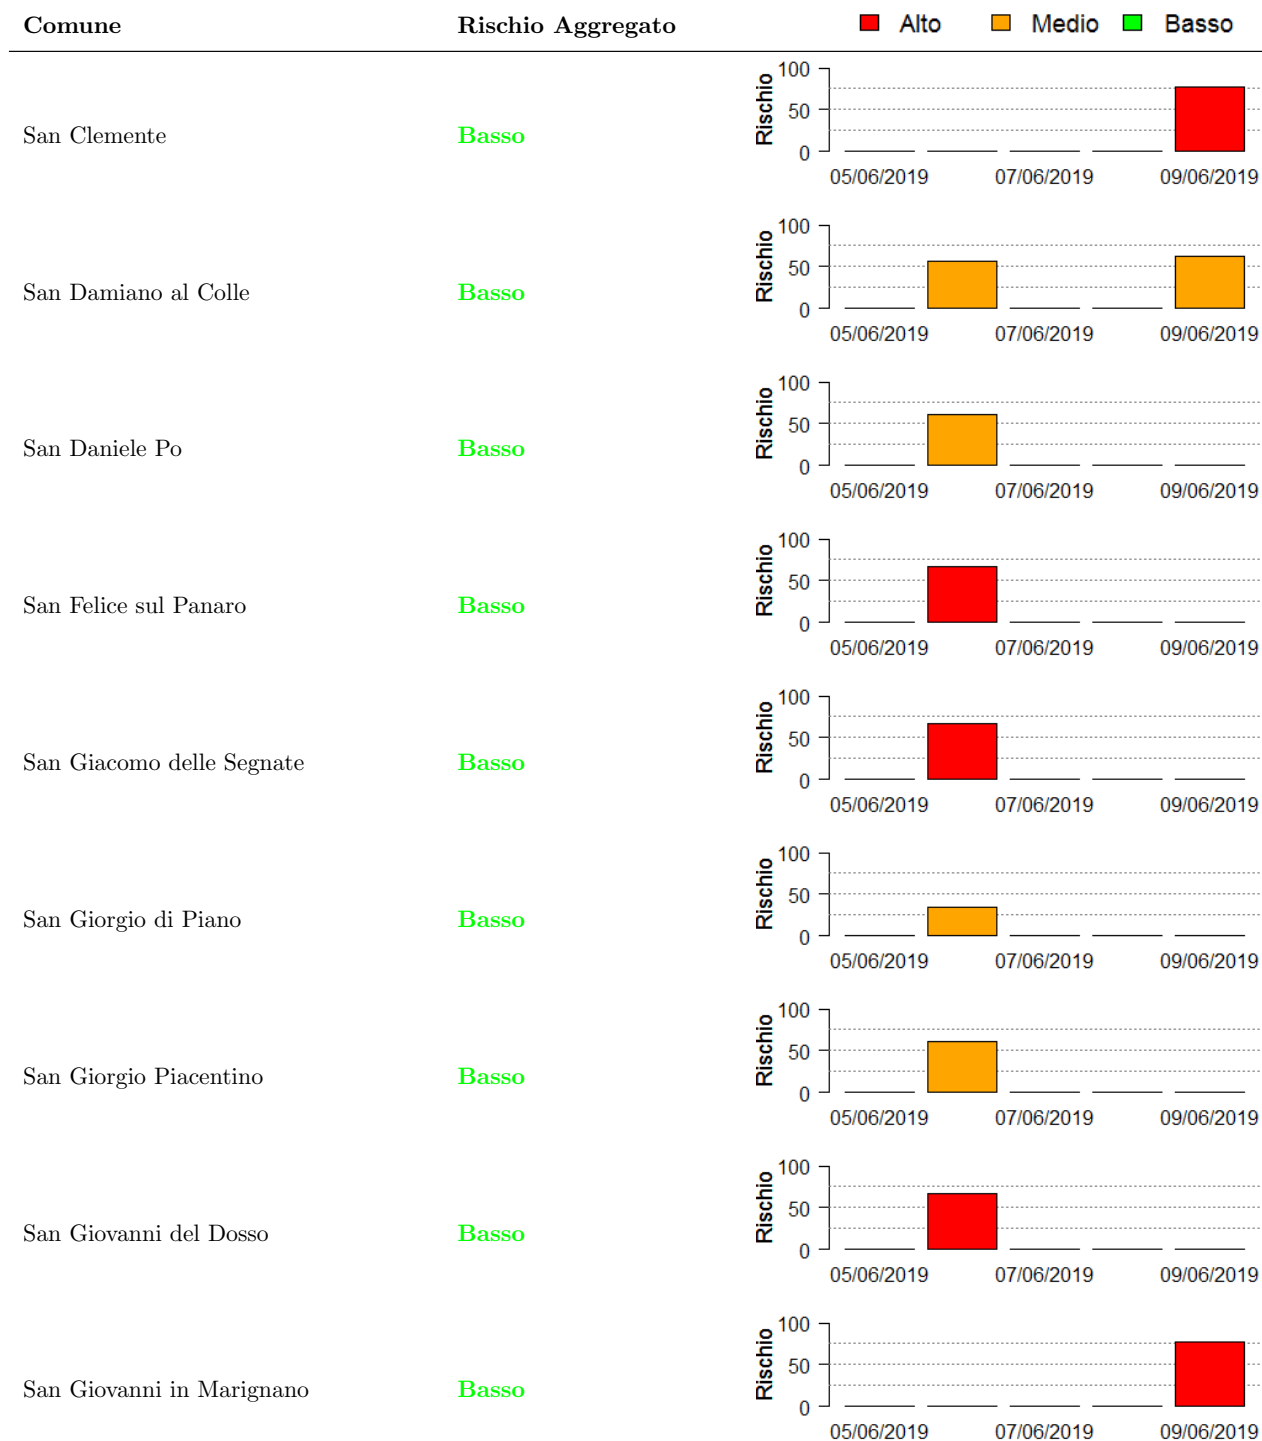 Comune Rischio Aggregato Alto Medio Basso
100
50
0
Rischio
San Clemente Basso
05/06/2019 07/06/2019 09/06/2019
100
50
0
Rischio
San Damiano al Colle Basso
05/06/2019 07/06/2019 09/06/2019
100
50
0
Rischio
San Daniele Po Basso
05/06/2019 07/06/2019 09/06/2019
100
50
0
Rischio
San Felice sul Panaro Basso
05/06/2019 07/06/2019 09/06/2019
100
50
0
Rischio
San Giacomo delle Segnate Basso
05/06/2019 07/06/2019 09/06/2019
100
50
0
Rischio
San Giorgio di Piano Basso
05/06/2019 07/06/2019 09/06/2019
100
50
0
Rischio
San Giorgio Piacentino Basso
05/06/2019 07/06/2019 09/06/2019
100
50
0
Rischio
San Giovanni del Dosso Basso
05/06/2019 07/06/2019 09/06/2019
100
50
0
Rischio
San Giovanni in Marignano Basso
05/06/2019 07/06/2019 09/06/2019